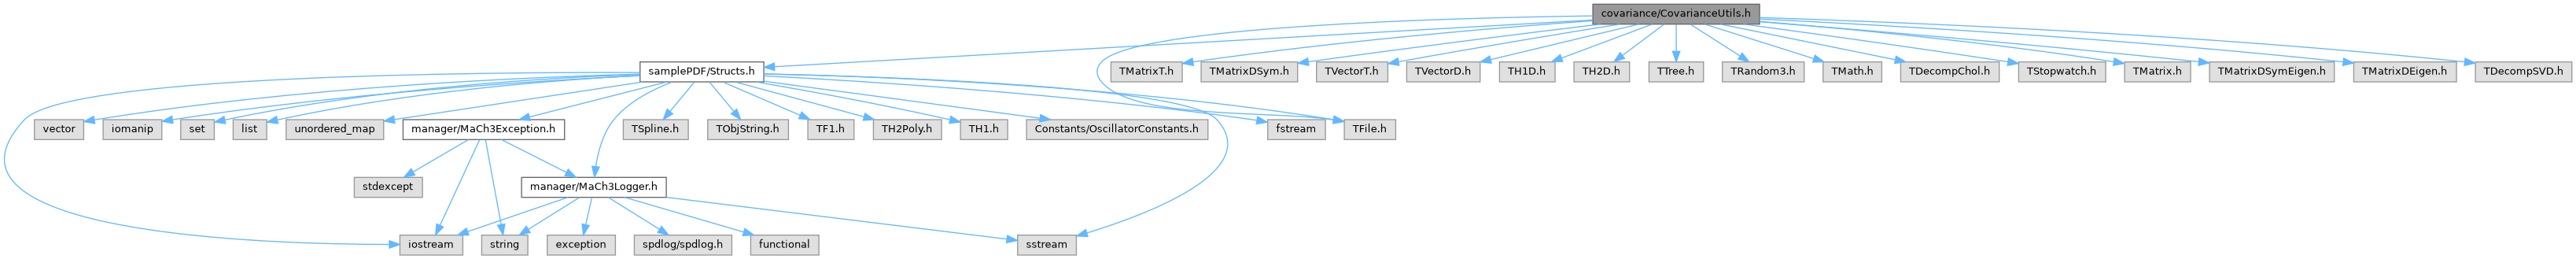 covariance/CovarianceUtils.h
samplePDF/Structs.h
TMatrixT.h
TMatrixDSym.h
TVectorT.h
TVectorD.h
TH1D.h
TH2D.h
TTree.h
TRandom3.h
TMath.h
TDecompChol.h
TStopwatch.h
TMatrix.h
TMatrixDSymEigen.h
TMatrixDEigen.h
TDecompSVD.h
vector
iomanip
set
list
unordered_map
manager/MaCh3Exception.h
TSpline.h
TObjString.h
TF1.h
TH2Poly.h
TH1.h
Constants/OscillatorConstants.h
fstream
TFile.h
stdexcept
manager/MaCh3Logger.h
iostream
string
exception
spdlog/spdlog.h
functional
sstream